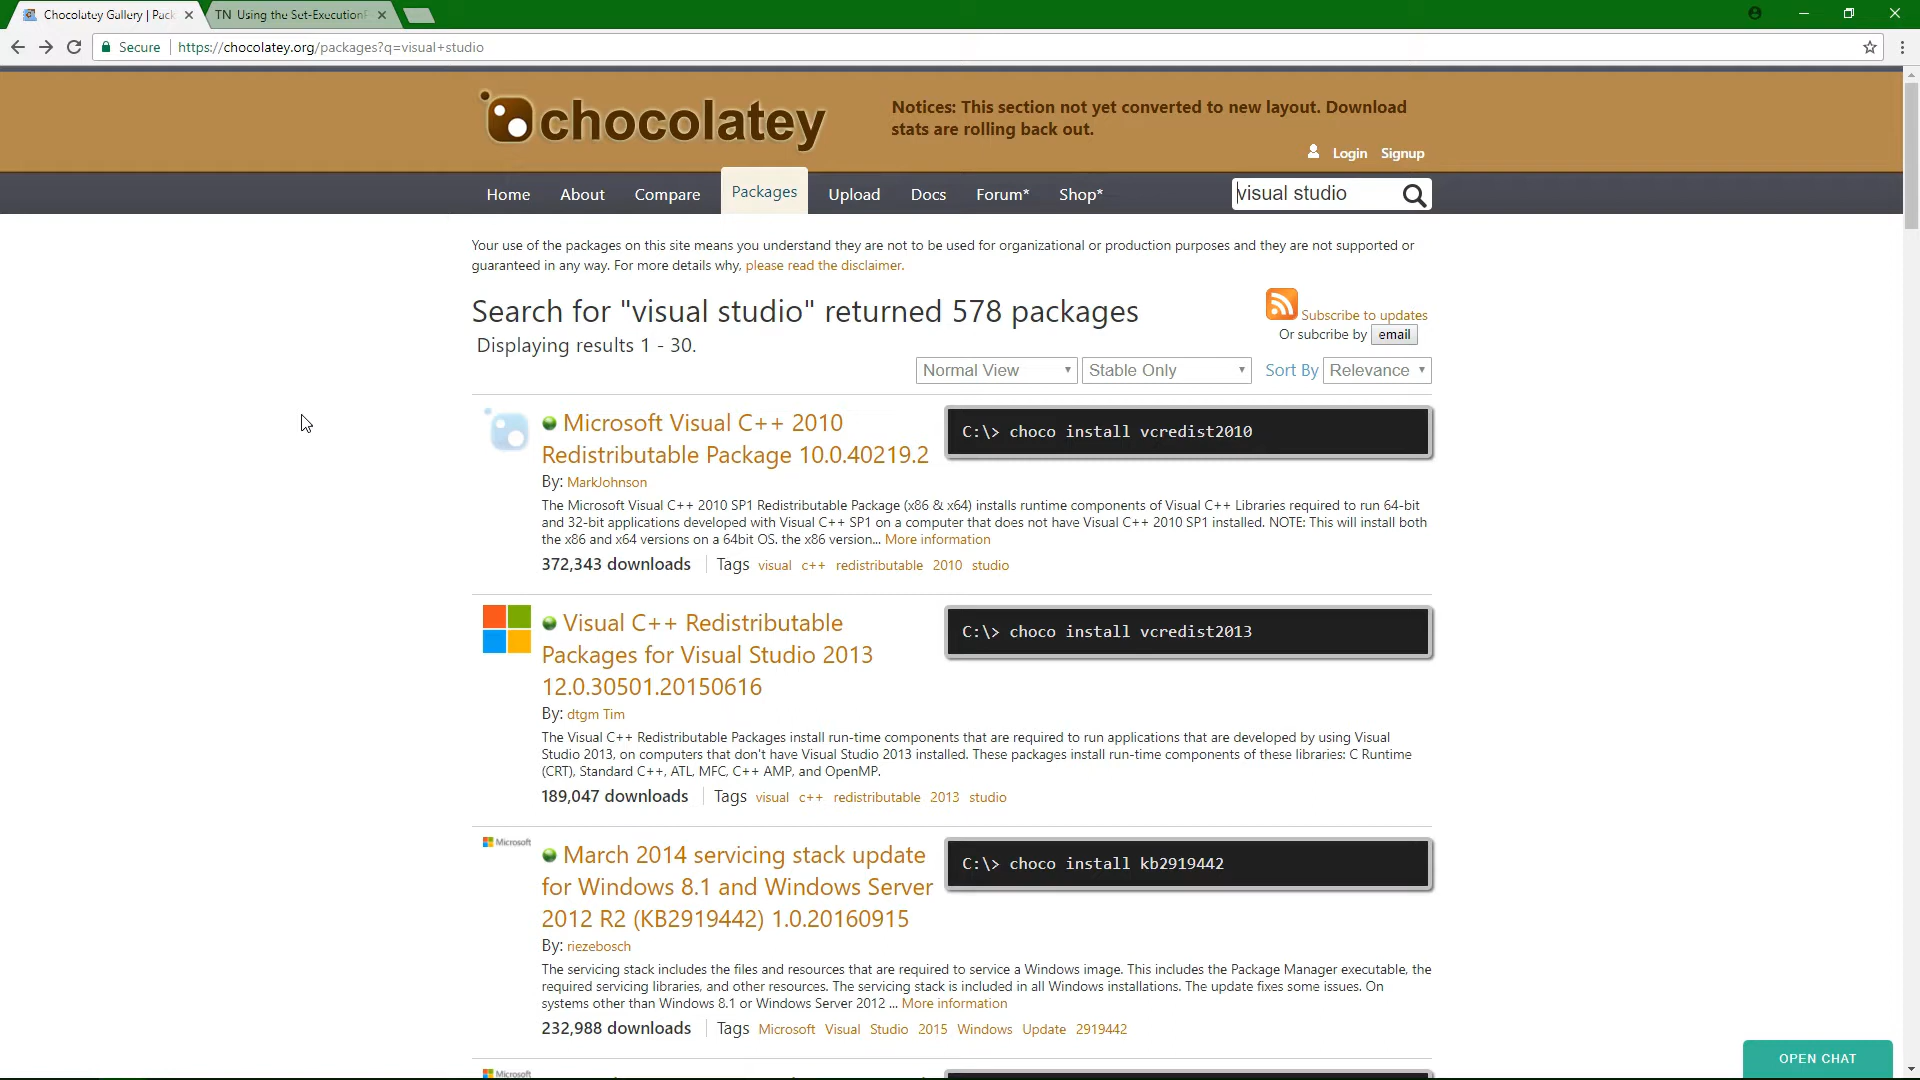 Chocolatey Gallery | Pack
TN Using the Set-ExecutionP
Secure https://chocolatey.org/packages?q=visual+studio
chocolatey
Notices: This section not yet converted to new layout. Download
stats are rolling back out.
Login Signup
Home About Compare Packages Upload Docs Forum* Shop* visual studio
Your use of the packages on this site means you understand they are not to be used for organizational or production purposes and they are not supported or
guaranteed in any way. For more details why, please read the disclaimer.
Search for "visual studio" returned 578 packages
Subscribe to updates
Displaying results 1 - 30.
Or subcribe by email
Normal View Stable Only Sort By Relevance
Microsoft Visual C++ 2010
Redistributable Package 10.0.40219.2
C:\> choco install vcredist2010
By: MarkJohnson
The Microsoft Visual C++ 2010 SP1 Redistributable Package (x86 & x64) installs runtime components of Visual C++ Libraries required to run 64-bit
and 32-bit applications developed with Visual C++ SP1 on a computer that does not have Visual C++ 2010 SP1 installed. NOTE: This will install both
the x86 and x64 versions on a 64bit OS. the x86 version... More information
372,343 downloads Tags visual c++ redistributable 2010 studio
Visual C++ Redistributable
Packages for Visual Studio 2013
12.0.30501.20150616
C:\> choco install vcredist2013
By: dtgm Tim
The Visual C++ Redistributable Packages install run-time components that are required to run applications that are developed by using Visual
Studio 2013, on computers that don't have Visual Studio 2013 installed. These packages install run-time components of these libraries: C Runtime
(CRT), Standard C++, ATL, MFC, C++ AMP, and OpenMP.
189,047 downloads Tags visual c++ redistributable 2013 studio
Microsoft
March 2014 servicing stack update
for Windows 8.1 and Windows Server
2012 R2 (KB2919442) 1.0.20160915
C:\> choco install kb2919442
By: riezebosch
The servicing stack includes the files and resources that are required to service a Windows image. This includes the Package Manager executable, the
required servicing libraries, and other resources. The servicing stack is included in all Windows installations. The update fixes some issues. On
systems other than Windows 8.1 or Windows Server 2012 ... More information
232,988 downloads Tags Microsoft Visual Studio 2015 Windows Update 2919442
Microsoft
OPEN CHAT